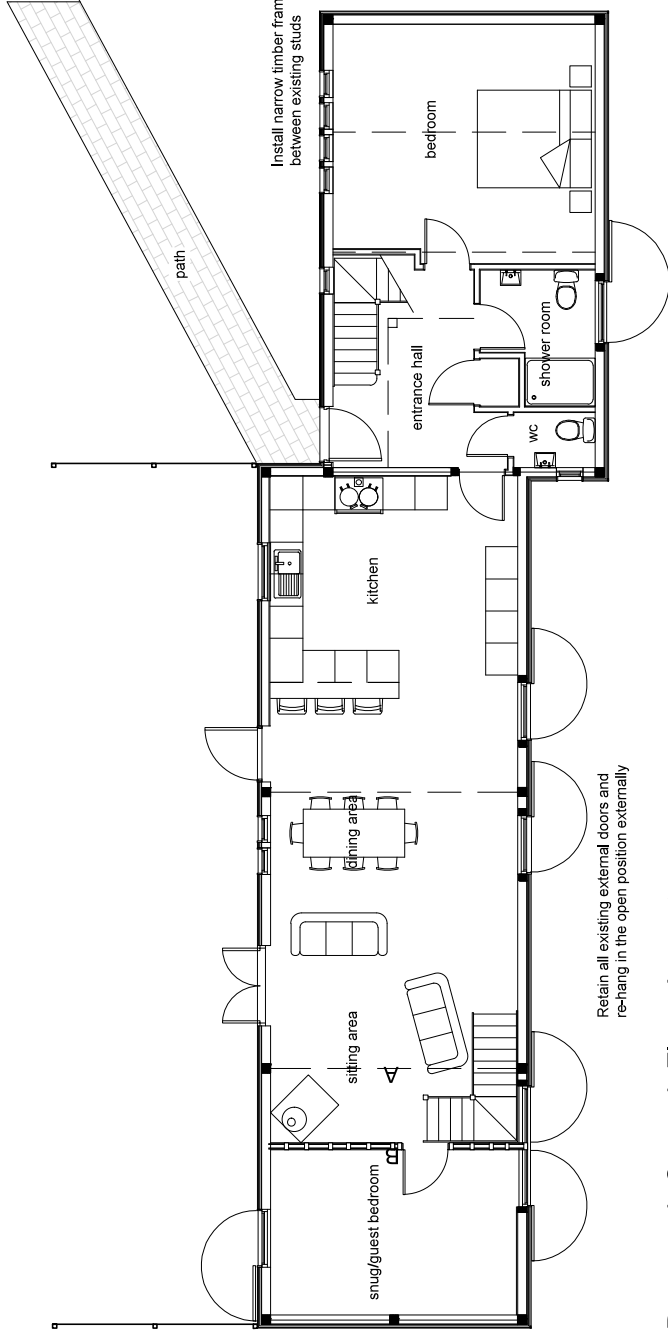 Install narrow timber fram
between existing studs
path
bedroom
entrance hall
shower room
wc
kitchen
dining area
sitting area
A
B
snug/guest bedroom
Retain all existing external doors and
re-hang in the open position externally